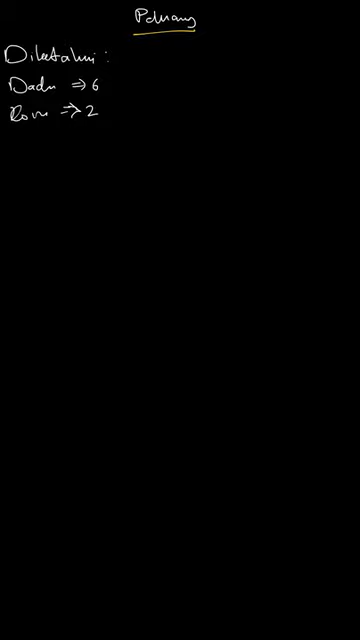 Peluang
Diketahui :
Dadu => 6
Koin => 2